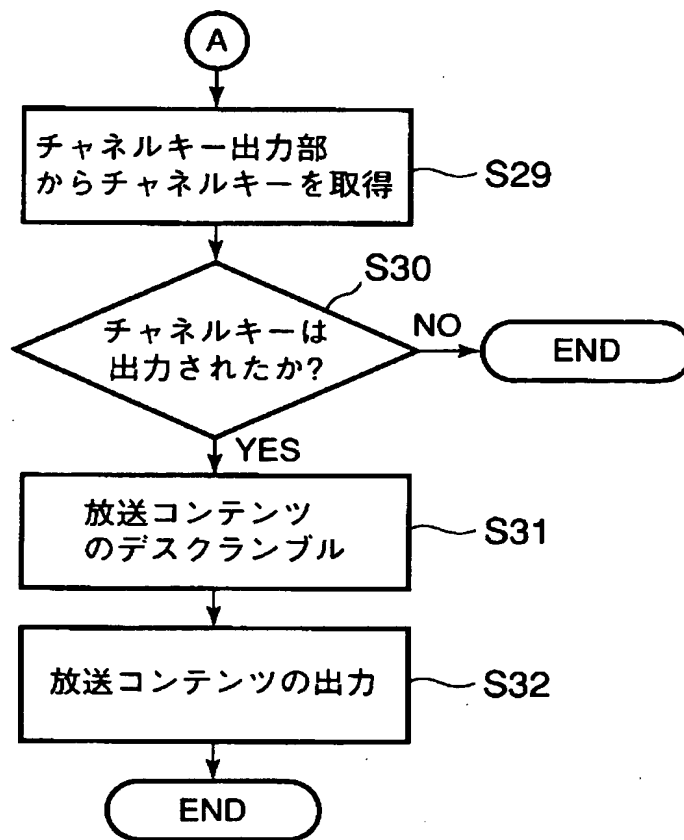 A
チャネルキー出力部
からチャネルキーを取得
S29
S30
チャネルキーは
出力されたか?
NO
END
YES
放送コンテンツ
のデスクランブル
S31
放送コンテンツの出力
S32
END